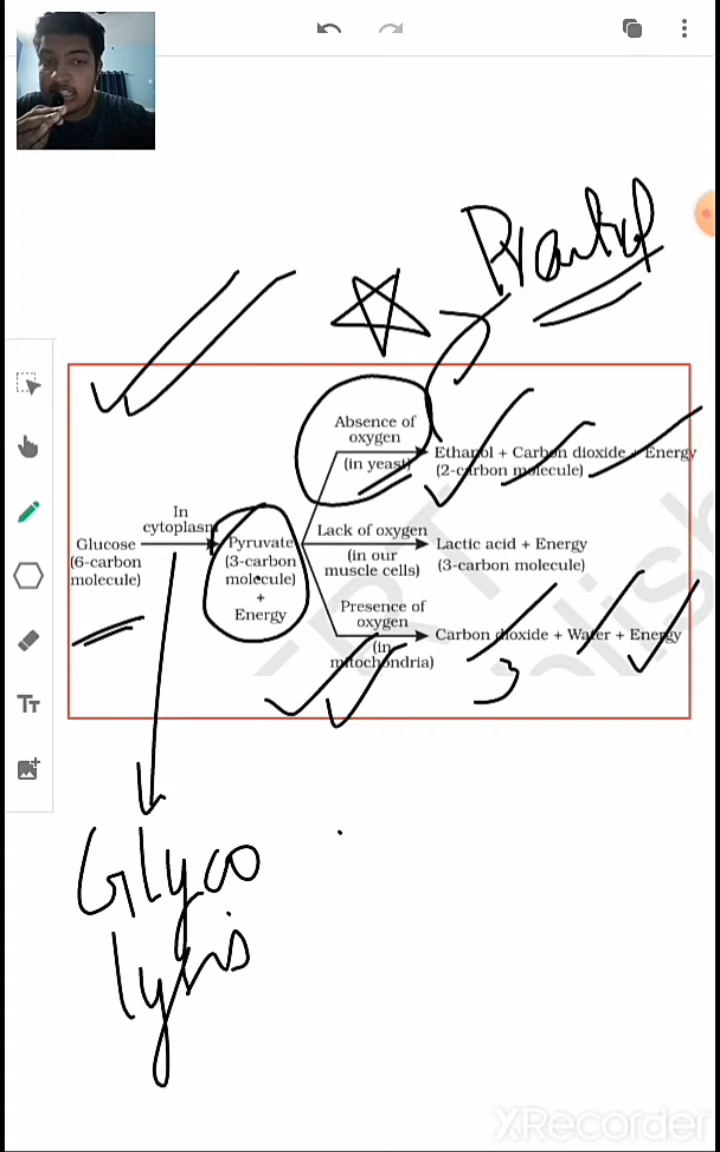 Absence of
oxygen
(in yeast)
Ethanol + Carbon dioxide + Energy
(2-carbon molecule)
In
cytoplasm
Glucose
(6-carbon
molecule)
Pyruvate
(3-carbon
molecule)
+
Energy
Lack of oxygen
(in our
muscle cells)
Lactic acid + Energy
(3-carbon molecule)
Presence of
oxygen
(in
mitochondria)
Carbon dioxide + Water + Energy
3
Glyco
lysis
TT
XRecorder